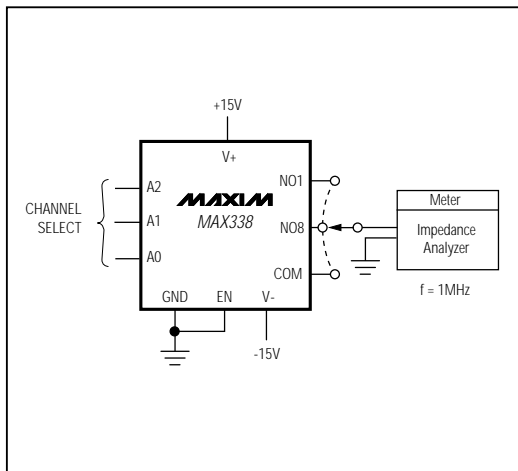 +15V
V+
A2
NO1
CHANNEL
SELECT
A1
MAXIM
MAX338
NO8
Meter
Impedance
Analyzer
A0
COM
GND
EN
V-
f = 1MHz
-15V